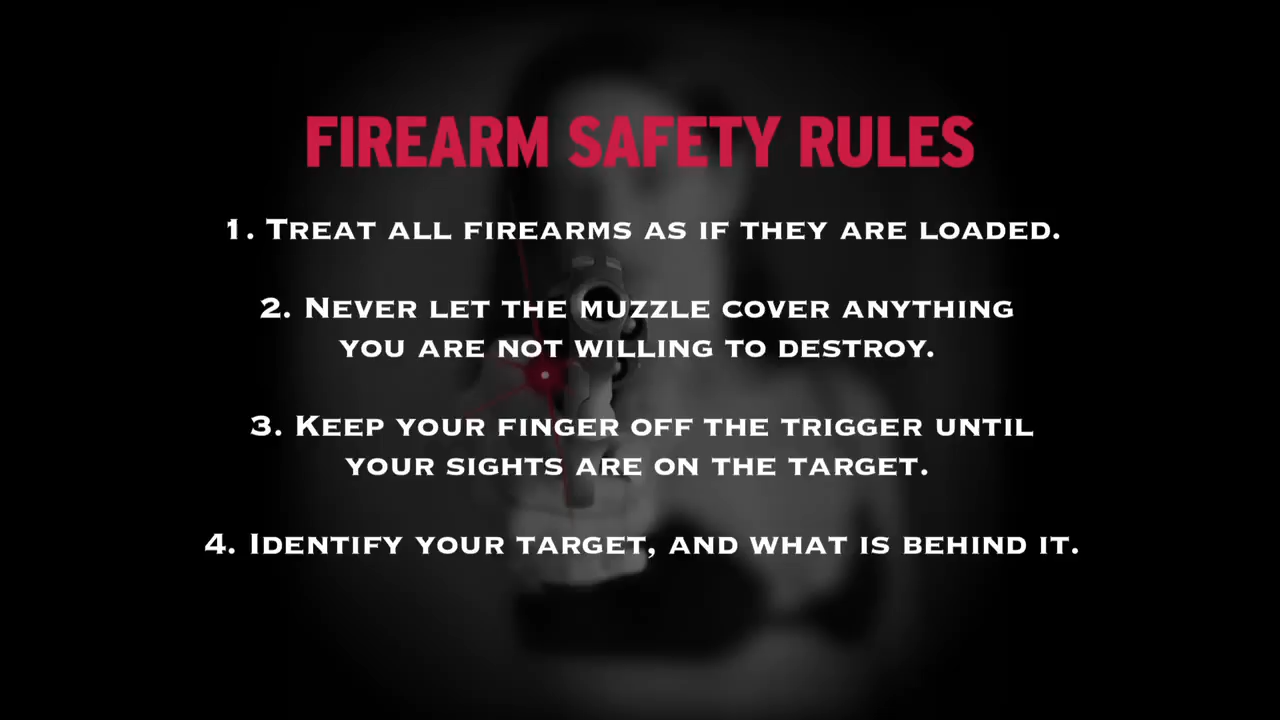 FIREARM SAFETY RULES
1. Treat all firearms as if they are loaded.
2. Never let the muzzle cover anything
you are not willing to destroy.
3. Keep your finger off the trigger until
your sights are on the target.
4. Identify your target, and what is behind it.